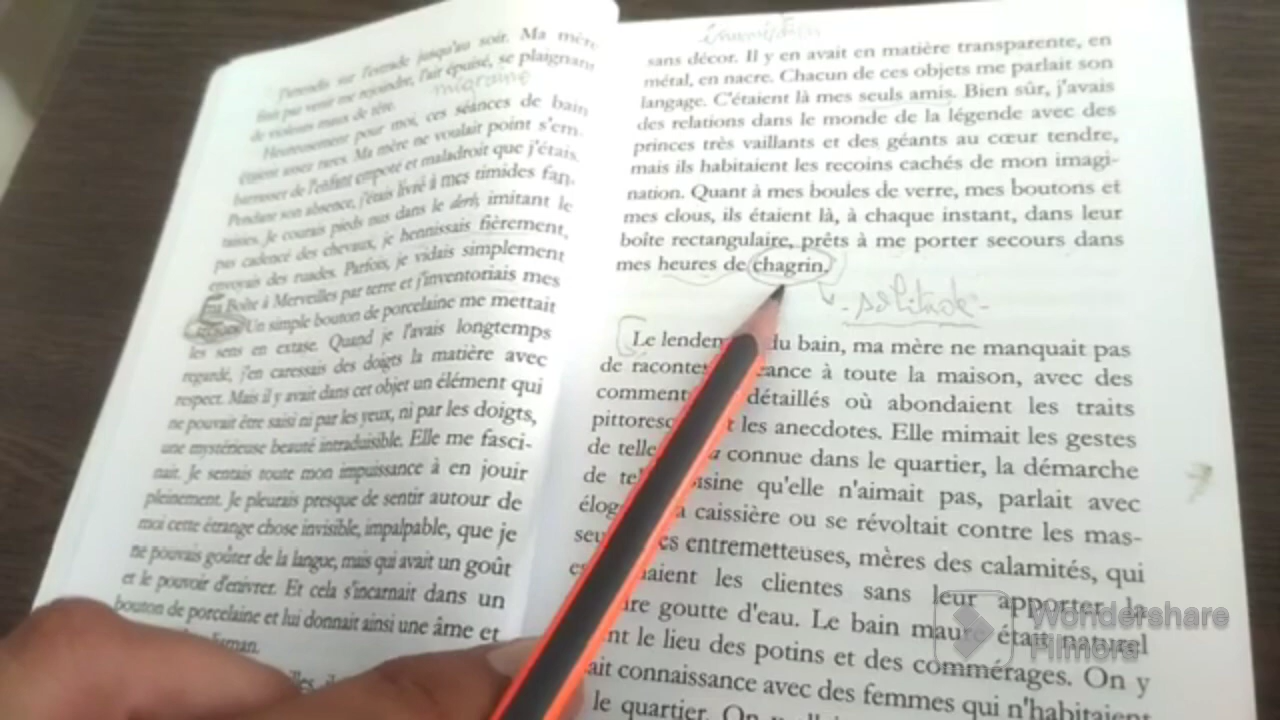 J'attendis sur l'estrade jusqu'au soir. Ma mère
finit par venir me rejoindre, l'air épuisé, se plaignant
migraine
de violents maux de tête.
Heureusement pour moi, ces séances de bain
étaient assez rares. Ma mère ne voulait point s'em-
barrasser de l'enfant empoté et maladroit que j'étais.
Pendant son absence, j'étais livré à mes timides fan-
taisies. Je courais pieds nus dans le derb, imitant le
pas cadencé des chevaux, je hennissais fièrement,
envoyais des ruades. Parfois, je vidais simplement
Boîte à Merveilles par terre et j'inventoriais mes
Un simple bouton de porcelaine me mettait
les sens en extase. Quand je l'avais longtemps
regardé, j'en caressais des doigts la matière avec
respect. Mais il y avait dans cet objet un élément qui
ne pouvait être saisi ni par les yeux, ni par les doigts,
une mystérieuse beauté intraduisible. Elle me fasci-
nait. Je sentais toute mon impuissance à en jouir
pleinement. Je pleurais presque de sentir autour de
moi cette étrange chose invisible, impalpable, que je
ne pouvais goûter de la langue, mais qui avait un goût
et le pouvoir d'enivrer. Et cela s'incarnait dans un
bouton de porcelaine et lui donnait ainsi une âme et
sans décor. Il y en avait en matière transparente, en
métal, en nacre. Chacun de ces objets me parlait son
langage. C'étaient là mes seuls amis. Bien sûr, j'avais
des relations dans le monde de la légende avec des
princes très vaillants et des géants au cœur tendre,
mais ils habitaient les recoins cachés de mon imagi-
nation. Quant à mes boules de verre, mes boutons et
mes clous, ils étaient là, à chaque instant, dans leur
boîte rectangulaire, prêts à me porter secours dans
mes heures de chagrin.
- solitude -
Le lendem du bain, ma mère ne manquait pas
de raconte éance à toute la maison, avec des
comment détaillés où abondaient les traits
pittoresq t les anecdotes. Elle mimait les gestes
de telle a connue dans le quartier, la démarche
de tel isine qu'elle n'aimait pas, parlait avec
élog a caissière ou se révoltait contre les mas-
seu es entremetteuses, mères des calamités, qui
aient les clientes sans leur apporter la
re goutte d'eau. Le bain maure était naturel
nt le lieu des potins et des commérages. On y
ait connaissance avec des femmes qui n'habitaient
le quartier. On
Wondershare
Filmora